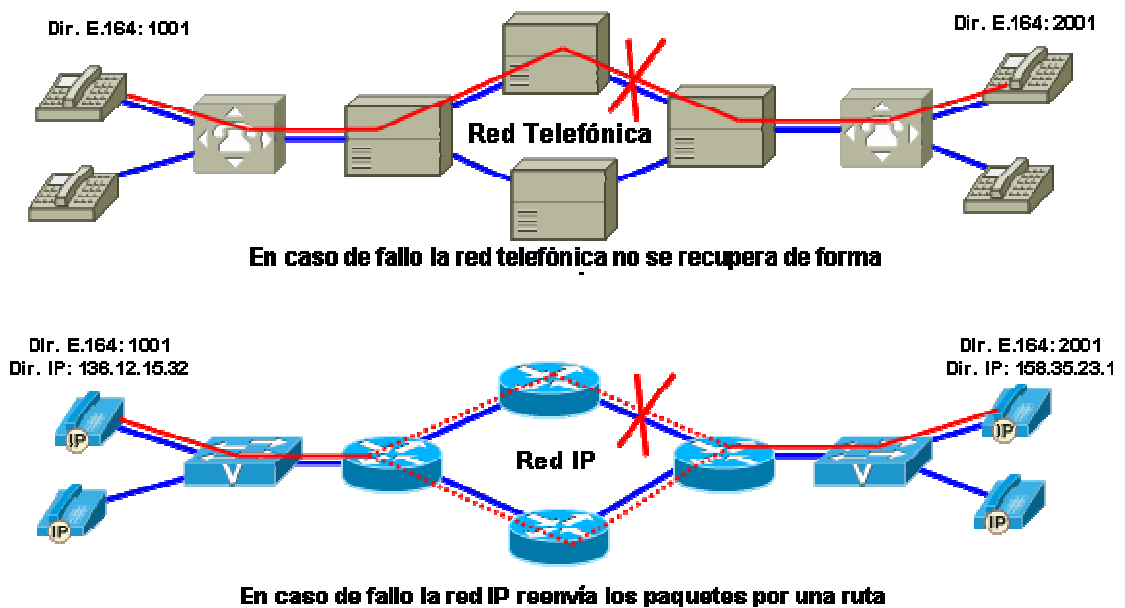 Dir. E.164: 1001
Dir. E.164: 2001
Red Telefónica
En caso de fallo la red telefónica no se recupera de forma
Dir. E.164: 1001
Dir. IP: 136.12.15.32
Dir. E.164: 2001
Dir. IP: 158.35.23.1
IP
IP
V
Red IP
V
IP
IP
En caso de fallo la red IP reenvía los paquetes por una ruta